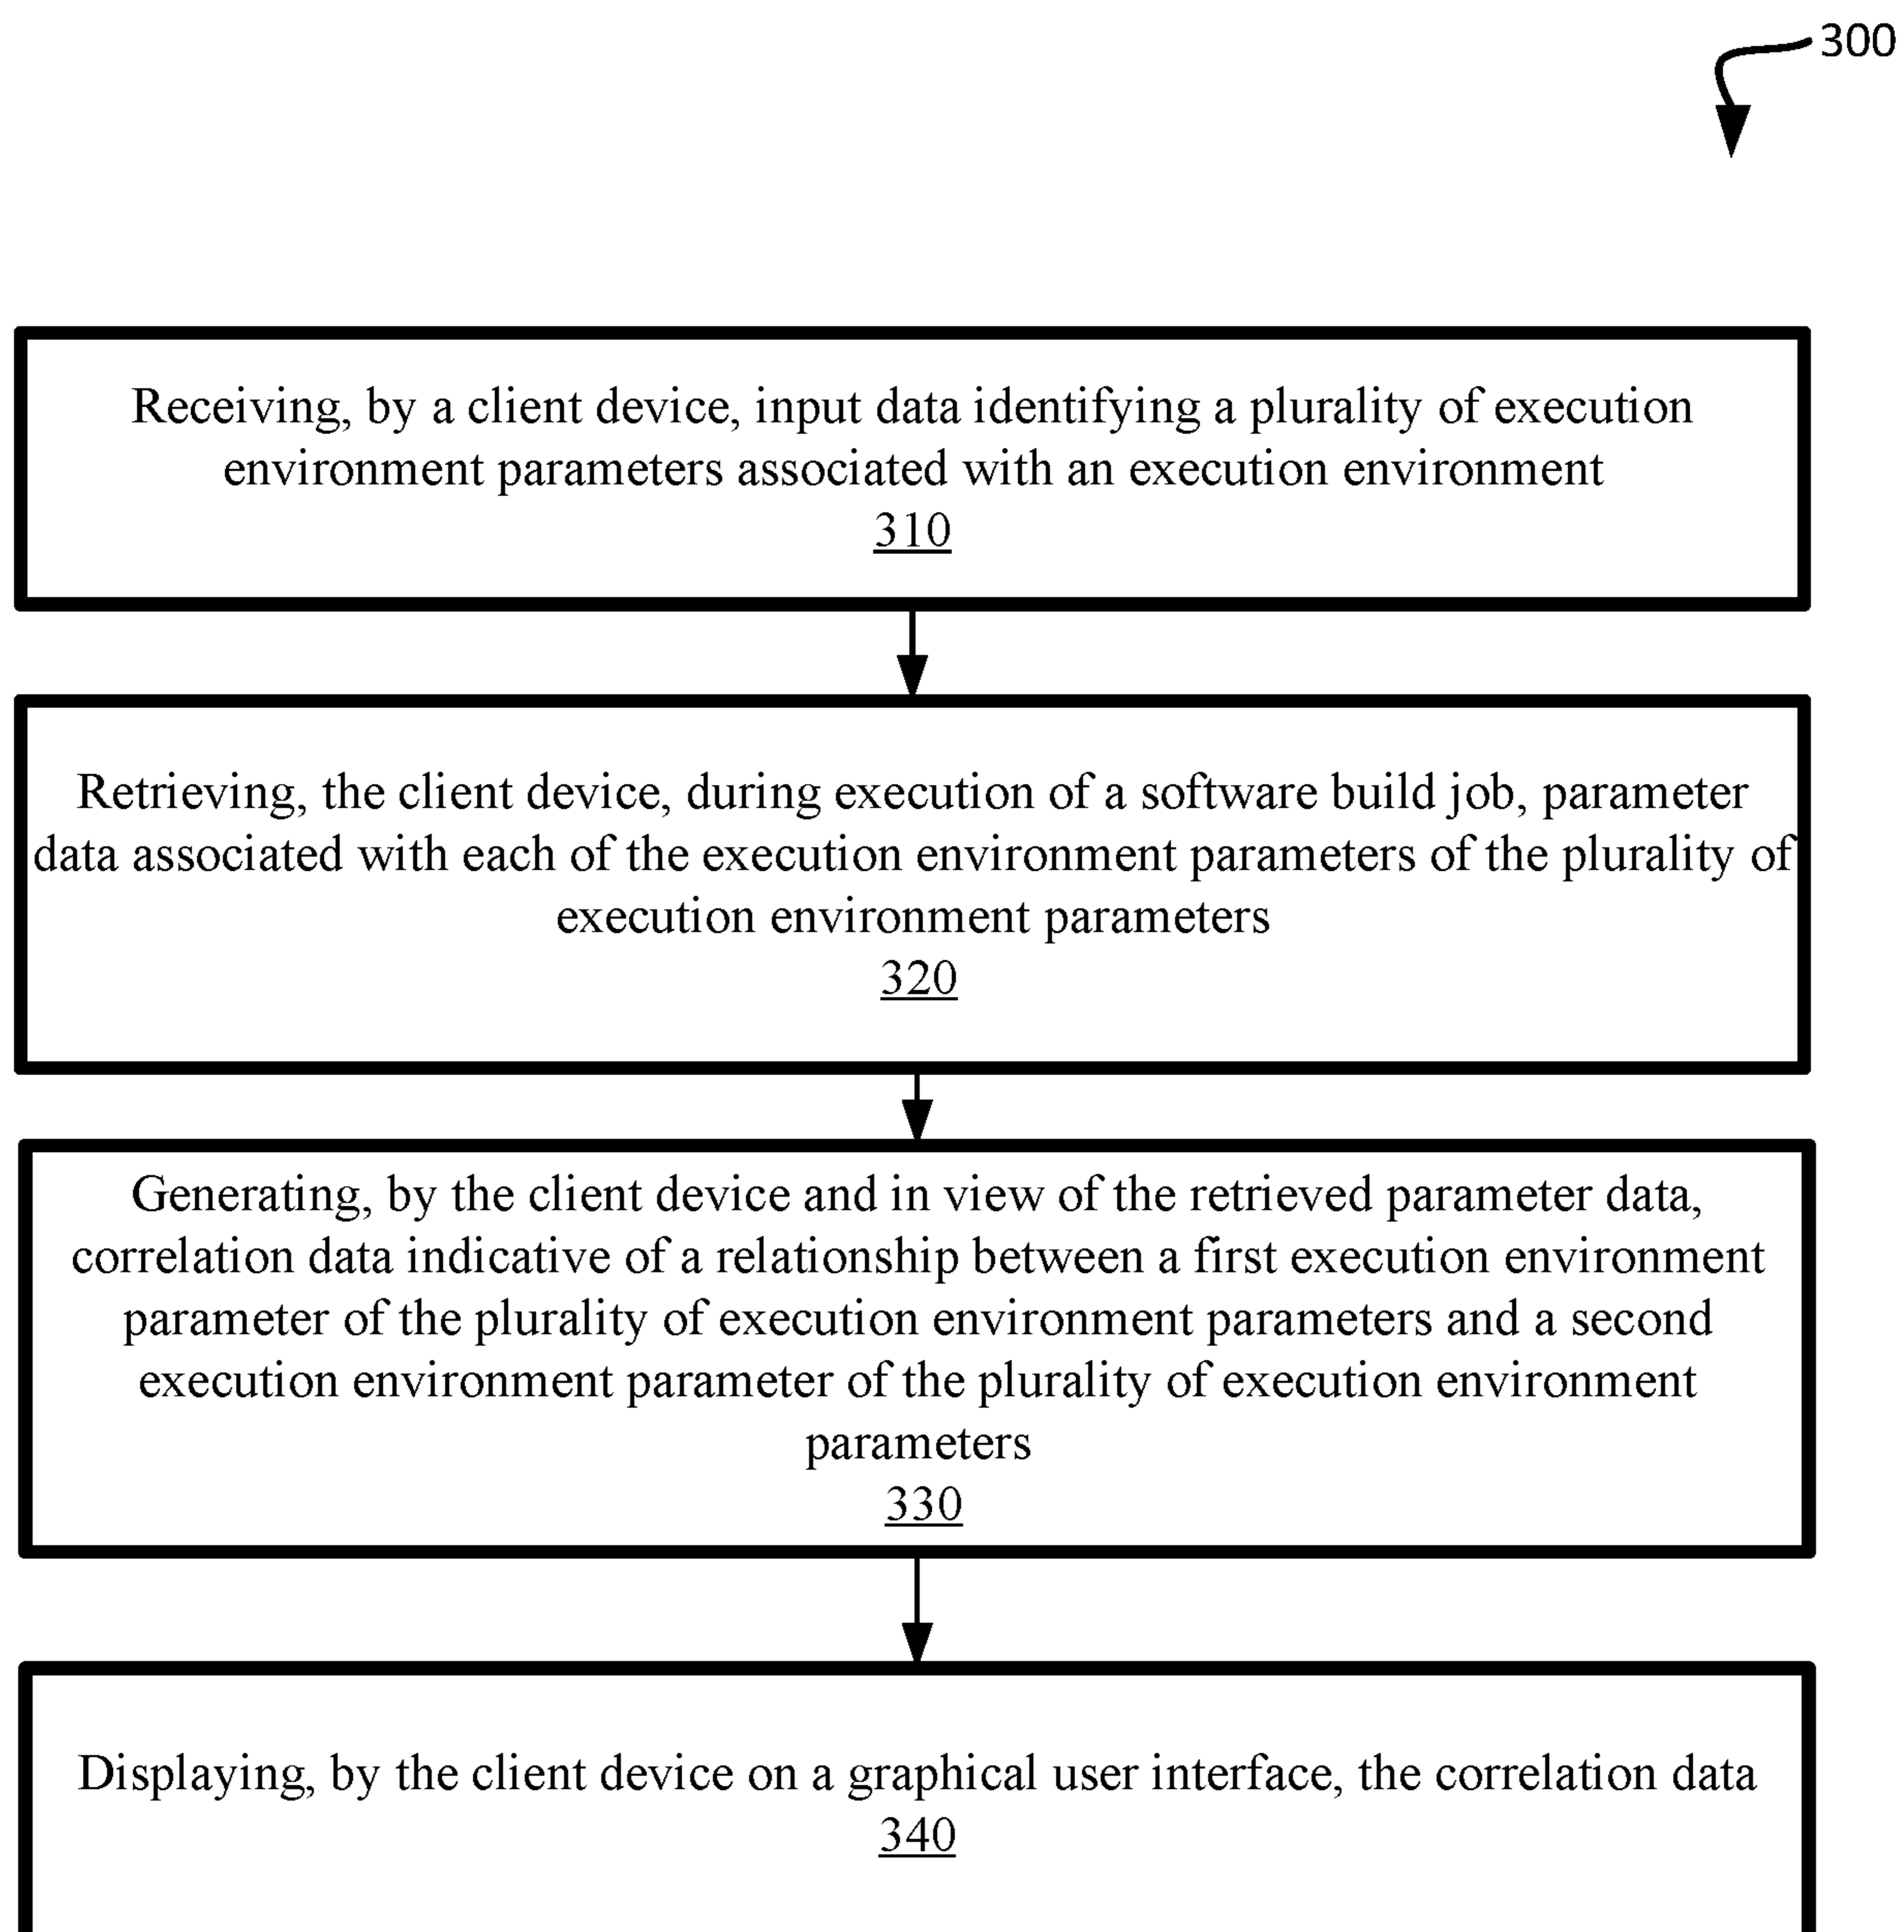 300
Receiving, by a client device, input data identifying a plurality of execution
environment parameters associated with an execution environment
310
Retrieving, the client device, during execution of a software build job, parameter
data associated with each of the execution environment parameters of the plurality of
execution environment parameters
320
Generating, by the client device and in view of the retrieved parameter data,
correlation data indicative of a relationship between a first execution environment
parameter of the plurality of execution environment parameters and a second
execution environment parameter of the plurality of execution environment
parameters
330
Displaying, by the client device on a graphical user interface, the correlation data
340